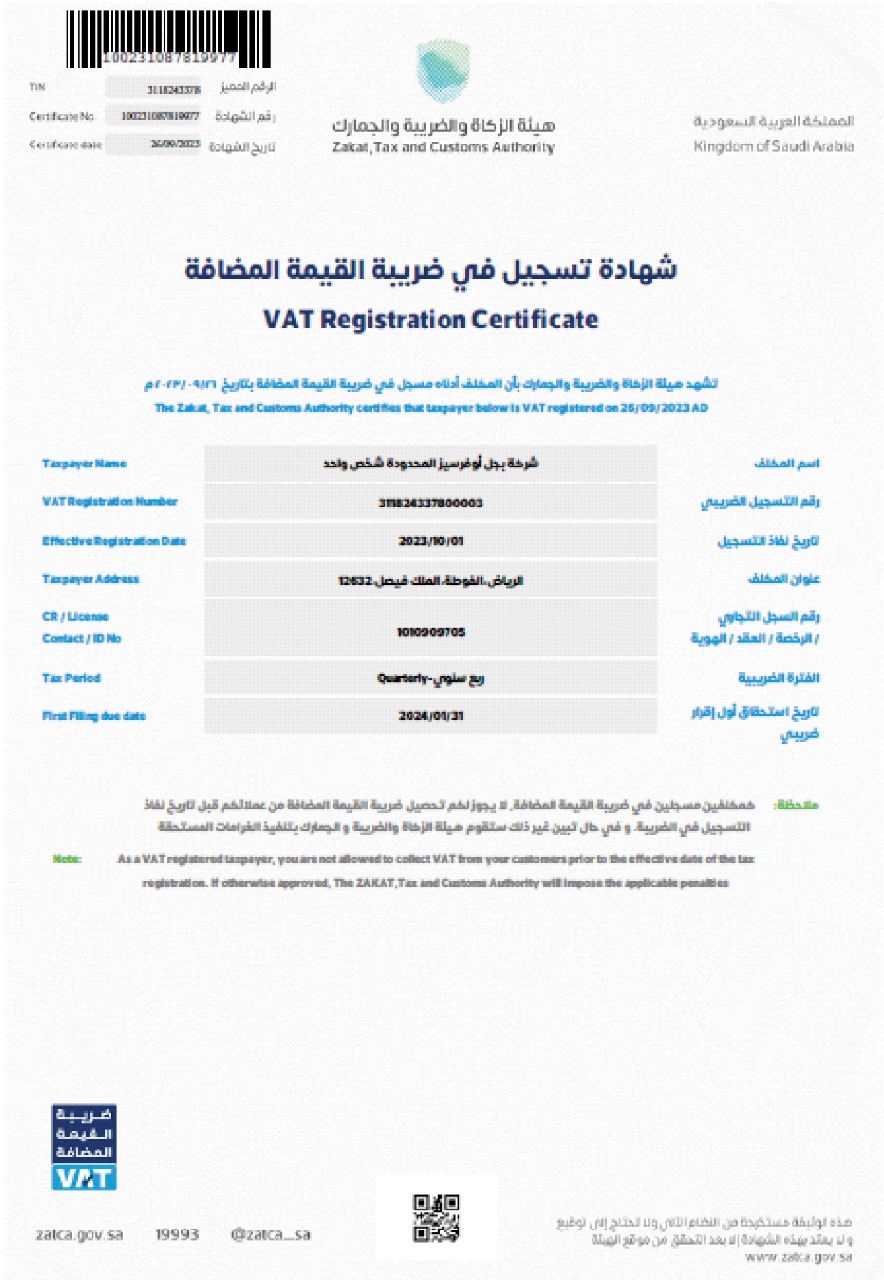 100231087819977
TIN 3118243378 الرقم المميز
Certificate No. 100231087819977 رقم الشهادة
Certificate date 26/09/2023 تاريخ الشهادة
هيئة الزكاة والضريبة والجمارك
Zakat,Tax and Customs Authority
المملكة العربية السعودية
Kingdom of Saudi Arabia
شهادة تسجيل في ضريبة القيمة المضافة
VAT Registration Certificate
تشهد هيئة الزكاة والضريبة والجمارك بأن المكلف أدناه مسجل في ضريبة القيمة المضافة بتاريخ ٢٠٢٣/٠٩/٢٦ م
The Zakat, Tax and Customs Authority certifies that taxpayer below is VAT registered on 26/09/2023 AD
Taxpayer Name شركة بجل أوفرسيز المحدودة شخص واحد اسم المكلف
VAT Registration Number 311824337800003 رقم التسجيل الضريبي
Effective Registration Date 2023/10/01 تاريخ نفاذ التسجيل
Taxpayer Address الرياض،الفوطة،الملك فيصل،12632 عنوان المكلف
CR / License رقم السجل التجاري
Contact / ID No 1010909705 / الرخصة / العقد / الهوية
Tax Period ربع سنوي-Quarterly الفترة الضريبية
First Filing due date 2024/01/31 تاريخ استحقاق أول إقرار
ضريبي
ملاحظة: كمكلفين مسجلين في ضريبة القيمة المضافة, لا يجوز لكم تحصيل ضريبة القيمة المضافة من عملائكم قبل تاريخ نفاذ
التسجيل في الضريبة. و في حال تبين غير ذلك ستقوم هيئة الزكاة والضريبة و الجمارك بتنفيذ الغرامات المستحقة
Note: As a VAT registered taxpayer, you are not allowed to collect VAT from your customers prior to the effective date of the tax
registration. If otherwise approved, The ZAKAT,Tax and Customs Authority will impose the applicable penalties
ضريبة
القيمة
المضافة
VAT
zatca.gov.sa 19993 @zatca_sa
هذه الوثيقة مستخرجة من النظام الآلي ولا تحتاج إلى توقيع
و لا يعتد بهذه الشهادة إلا بعد التحقق من موقع الهيئة
www.zatca.gov.sa